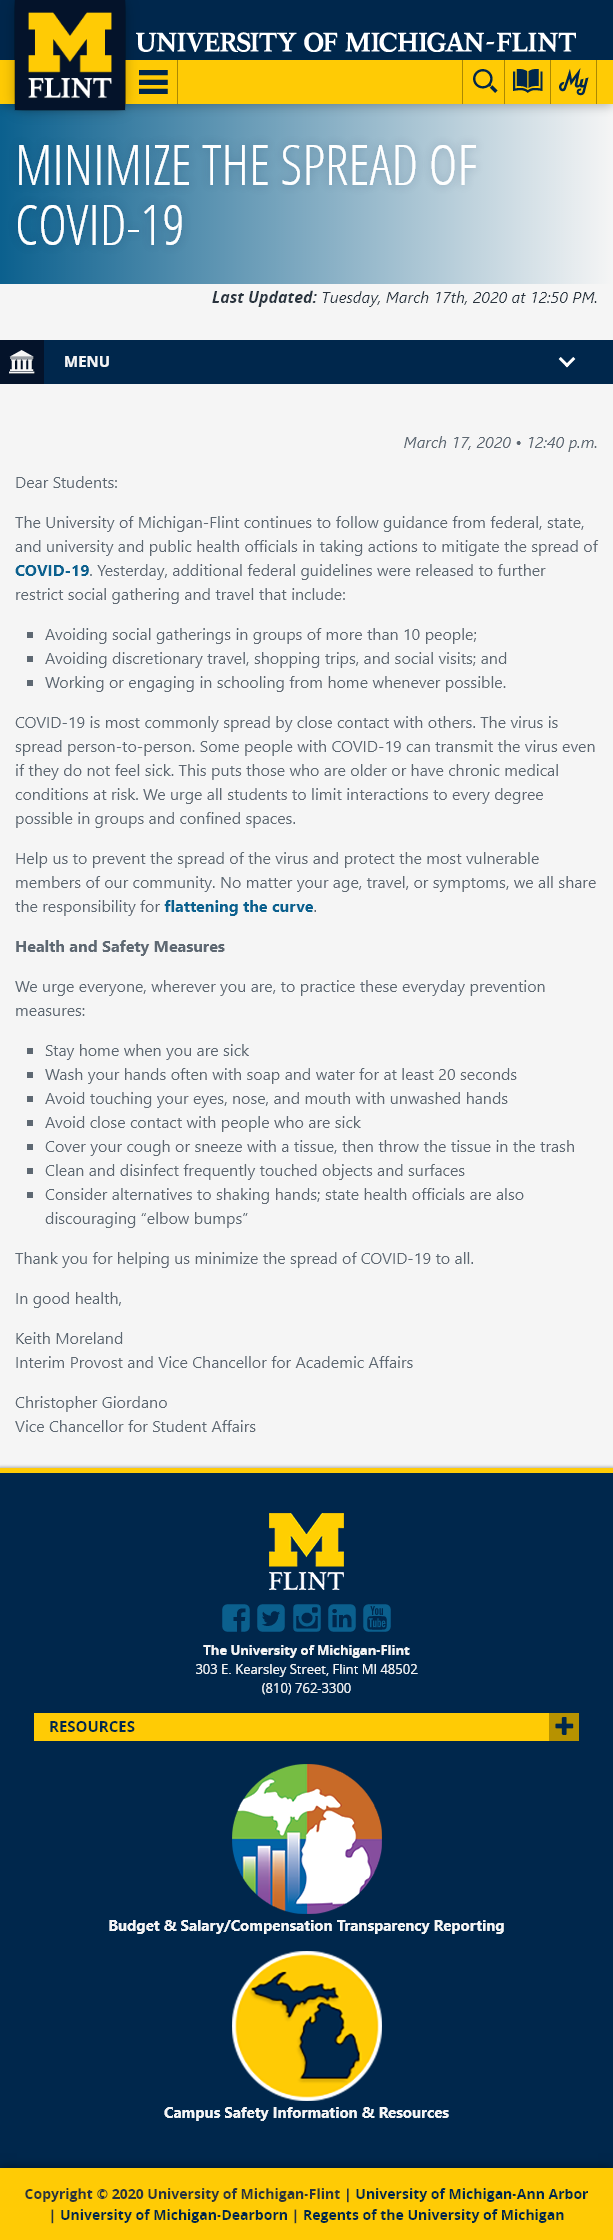 M
FLINT
UNIVERSITY OF MICHIGAN-FLINT
My
MINIMIZE THE SPREAD OF
COVID-19
Last Updated: Tuesday, March 17th, 2020 at 12:50 PM.
MENU
March 17, 2020 • 12:40 p.m.
Dear Students:
The University of Michigan-Flint continues to follow guidance from federal, state,
and university and public health officials in taking actions to mitigate the spread of
COVID-19. Yesterday, additional federal guidelines were released to further
restrict social gathering and travel that include:
▪ Avoiding social gatherings in groups of more than 10 people;
▪ Avoiding discretionary travel, shopping trips, and social visits; and
▪ Working or engaging in schooling from home whenever possible.
COVID-19 is most commonly spread by close contact with others. The virus is
spread person-to-person. Some people with COVID-19 can transmit the virus even
if they do not feel sick. This puts those who are older or have chronic medical
conditions at risk. We urge all students to limit interactions to every degree
possible in groups and confined spaces.
Help us to prevent the spread of the virus and protect the most vulnerable
members of our community. No matter your age, travel, or symptoms, we all share
the responsibility for flattening the curve.
Health and Safety Measures
We urge everyone, wherever you are, to practice these everyday prevention
measures:
▪ Stay home when you are sick
▪ Wash your hands often with soap and water for at least 20 seconds
▪ Avoid touching your eyes, nose, and mouth with unwashed hands
▪ Avoid close contact with people who are sick
▪ Cover your cough or sneeze with a tissue, then throw the tissue in the trash
▪ Clean and disinfect frequently touched objects and surfaces
▪ Consider alternatives to shaking hands; state health officials are also
discouraging “elbow bumps”
Thank you for helping us minimize the spread of COVID-19 to all.
In good health,
Keith Moreland
Interim Provost and Vice Chancellor for Academic Affairs
Christopher Giordano
Vice Chancellor for Student Affairs
M
FLINT
f in You Tube
The University of Michigan-Flint
303 E. Kearsley Street, Flint MI 48502
(810) 762-3300
RESOURCES
Budget & Salary/Compensation Transparency Reporting
Campus Safety Information & Resources
Copyright © 2020 University of Michigan-Flint | University of Michigan-Ann Arbor
| University of Michigan-Dearborn | Regents of the University of Michigan